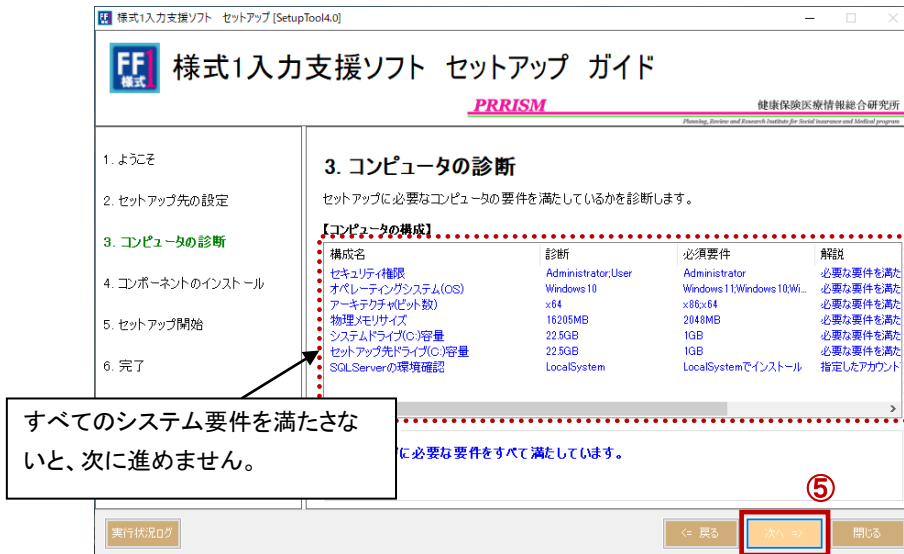 様式1入力支援ソフト セットアップ [SetupTool4.0]
FF1
様式
様式1入力支援ソフト セットアップ ガイド
PRRISM
健康保険医療情報総合研究所
Planning, Review and Research Institute for Social insurance and Medical program
1. ようこそ
2. セットアップ先の設定
3. コンピュータの診断
4. コンポーネントのインストール
5. セットアップ開始
6. 完了
3. コンピュータの診断
セットアップに必要なコンピュータの要件を満たしているかを診断します。
【コンピュータの構成】
構成名 診断 必須要件 解説
セキュリティ権限 Administrator;User Administrator 必要な要件を満た
オペレーティングシステム(OS) Windows10 Windows11;Windows10;Wi... 必要な要件を満た
アーキテクチャ(ビット数) x64 x86;x64 必要な要件を満た
物理メモリサイズ 16205MB 2048MB 必要な要件を満た
システムドライブ(C:)容量 22.5GB 1GB 必要な要件を満た
セットアップ先ドライブ(C:)容量 22.5GB 1GB 必要な要件を満た
SQLServerの環境確認 LocalSystem LocalSystemでインストール 指定したアカウント
すべてのシステム要件を満たさな
いと、次に進めません。
に必要な要件をすべて満たしています。
⑤
実行状況ログ
<= 戻る
次へ =>
閉じる